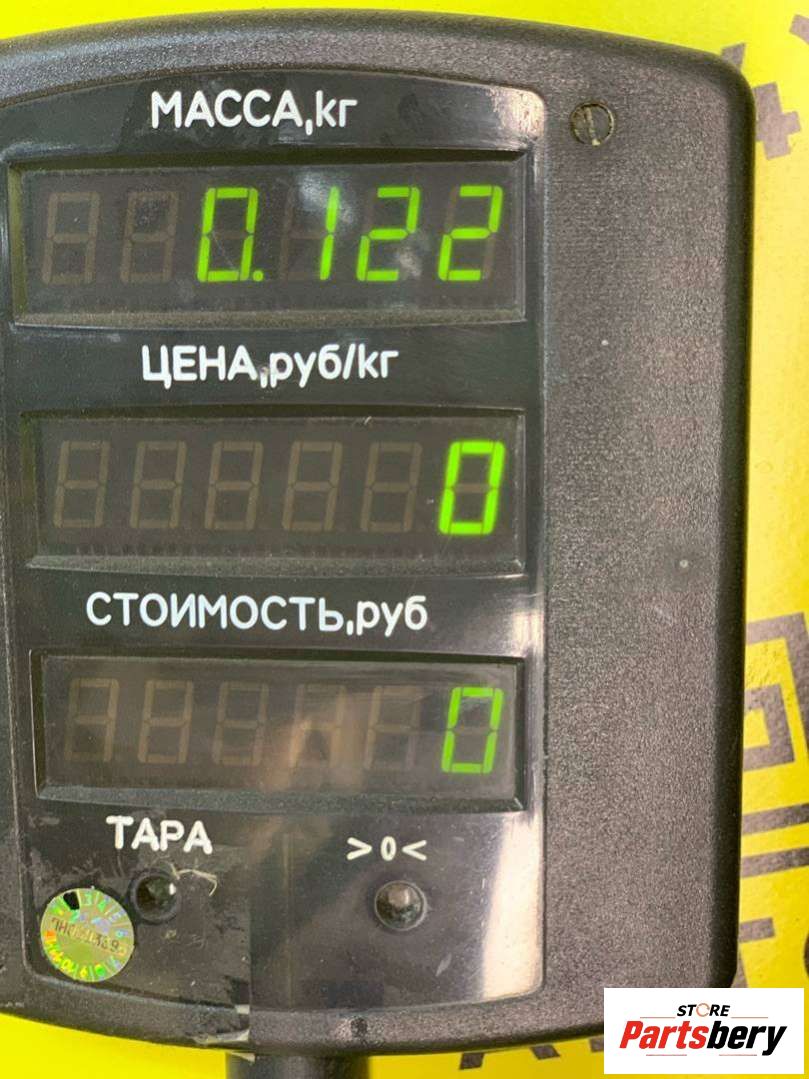 МАССА,кг
0.122
ЦЕНА,руб/кг
0
СТОИМОСТЬ,руб
0
ТАРА >0<
STORE
Partsbery